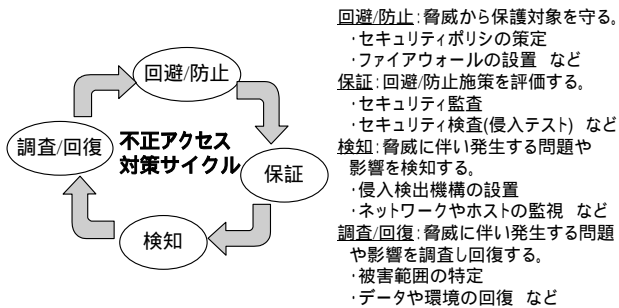 回避/防止
調査/回復
不正アクセス
対策サイクル
保証
検知
回避/防止:脅威から保護対象を守る。
・セキュリティポリシの策定
・ファイアウォールの設置 など
保証:回避/防止施策を評価する。
・セキュリティ監査
・セキュリティ検査(侵入テスト) など
検知:脅威に伴い発生する問題や
影響を検知する。
・侵入検出機構の設置
・ネットワークやホストの監視 など
調査/回復:脅威に伴い発生する問題
や影響を調査し回復する。
・被害範囲の特定
・データや環境の回復 など